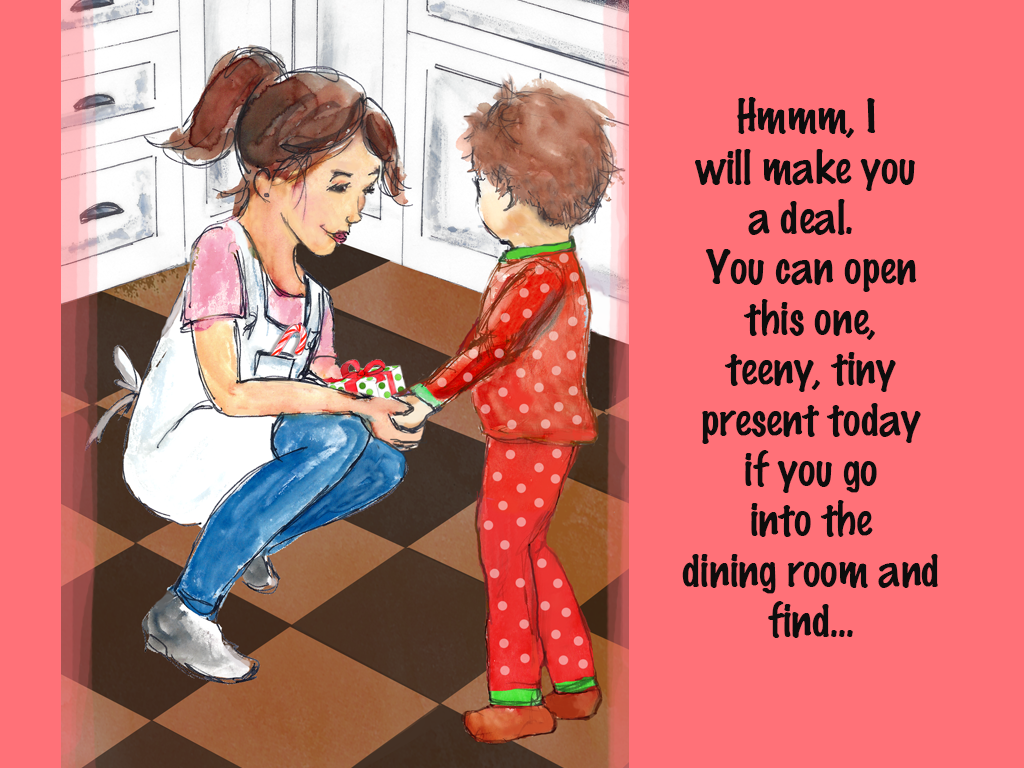 Hmmm, I
will make you
a deal.
You can open
this one,
teeny, tiny
present today
if you go
into the
dining room and
find...